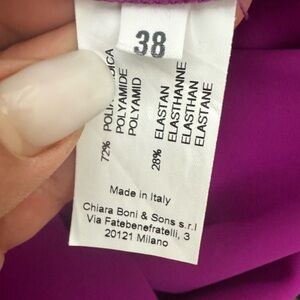 38
72%
POLYAMIDE
POLYAMID
28% ELASTAN
ELASTHANNE
ELASTHAN
ELASTANE
Made in Italy
Chiara Boni & Sons s.r.l
Via Fatebenefratelli, 3
20121 Milano